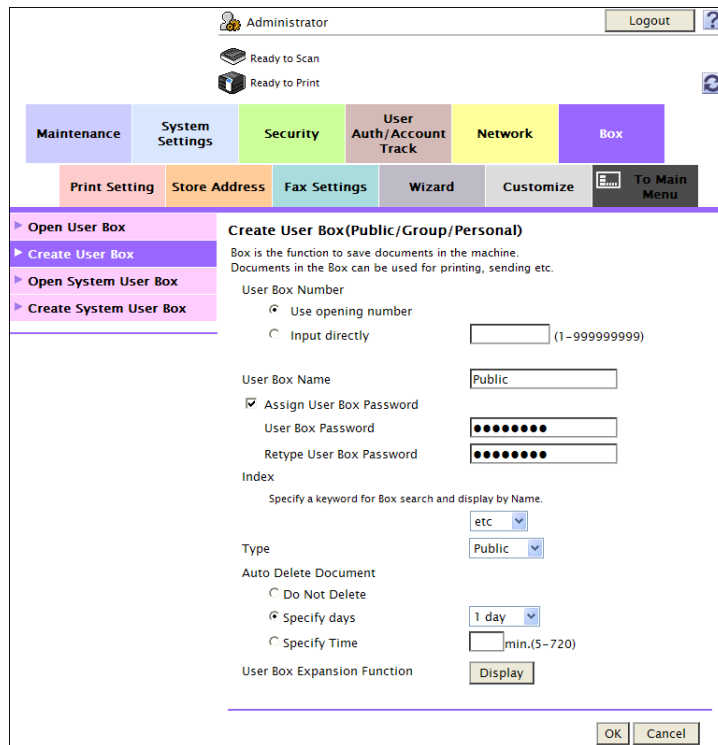 Administrator
Logout
?
Ready to Scan
Ready to Print
Maintenance
System
Settings
Security
User
Auth/Account
Track
Network
Box
Print Setting
Store Address
Fax Settings
Wizard
Customize
To Main
Menu
Open User Box
Create User Box
Open System User Box
Create System User Box
Create User Box(Public/Group/Personal)
Box is the function to save documents in the machine.
Documents in the Box can be used for printing, sending etc.
User Box Number
Use opening number
Input directly (1-999999999)
User Box Name Public
Assign User Box Password
User Box Password ●●●●●●●●
Retype User Box Password ●●●●●●●●
Index
Specify a keyword for Box search and display by Name.
etc
Type Public
Auto Delete Document
Do Not Delete
Specify days 1 day
Specify Time min.(5-720)
User Box Expansion Function Display
OK Cancel